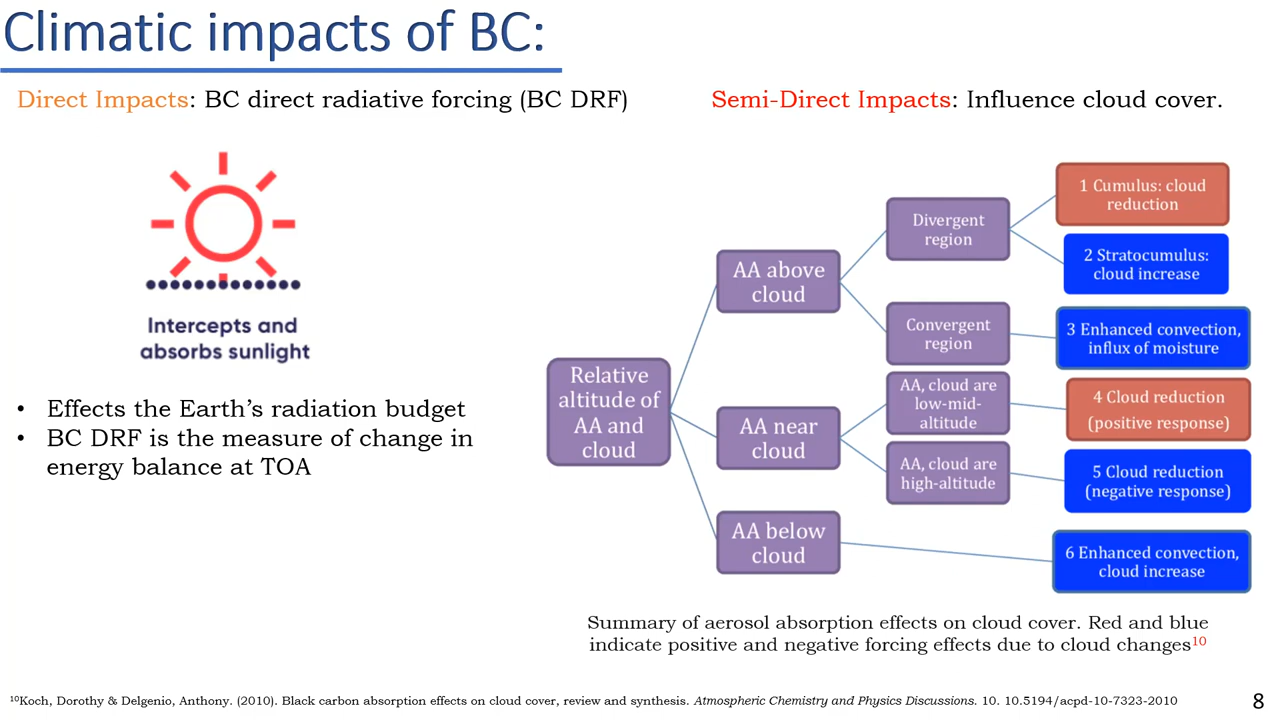 Climatic impacts of BC:
Direct Impacts: BC direct radiative forcing (BC DRF)
Intercepts and
absorbs sunlight
• Effects the Earth's radiation budget
• BC DRF is the measure of change in
energy balance at TOA
Semi-Direct Impacts: Influence cloud cover.
Relative
altitude of
AA and
cloud
AA above
cloud
Divergent
region
1 Cumulus: cloud
reduction
2 Stratocumulus:
cloud increase
Convergent
region
3 Enhanced convection,
influx of moisture
AA near
cloud
AA, cloud are
low-mid-
altitude
4 Cloud reduction
(positive response)
AA, cloud are
high-altitude
5 Cloud reduction
(negative response)
AA below
cloud
6 Enhanced convection,
cloud increase
Summary of aerosol absorption effects on cloud cover. Red and blue
indicate positive and negative forcing effects due to cloud changes¹⁰
¹⁰Koch, Dorothy & Delgenio, Anthony. (2010). Black carbon absorption effects on cloud cover, review and synthesis. Atmospheric Chemistry and Physics Discussions. 10. 10.5194/acpd-10-7323-2010
8